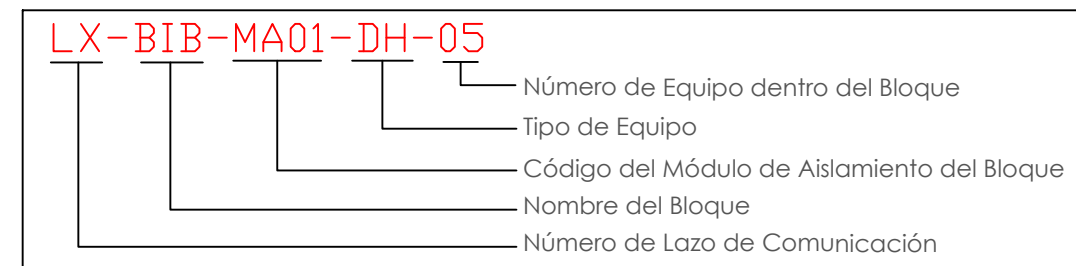 LX-BIB-MA01-DH-05
Número de Equipo dentro del Bloque
Tipo de Equipo
Código del Módulo de Aislamiento del Bloque
Nombre del Bloque
Número de Lazo de Comunicación